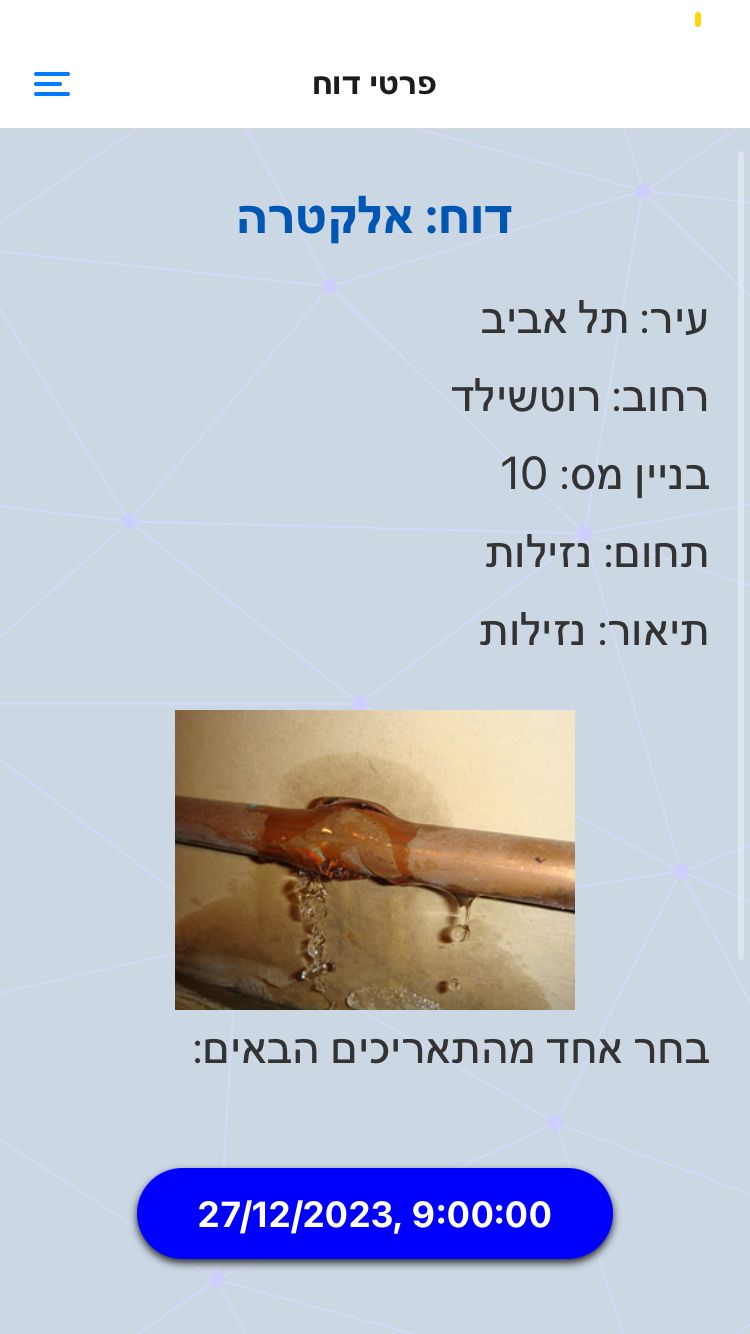 פרטי דוח
דוח: אלקטרה
עיר: תל אביב
רחוב: רוטשילד
בניין מס: 10
תחום: נזילות
תיאור: נזילות
בחר אחד מהתאריכים הבאים:
27/12/2023, 9:00:00